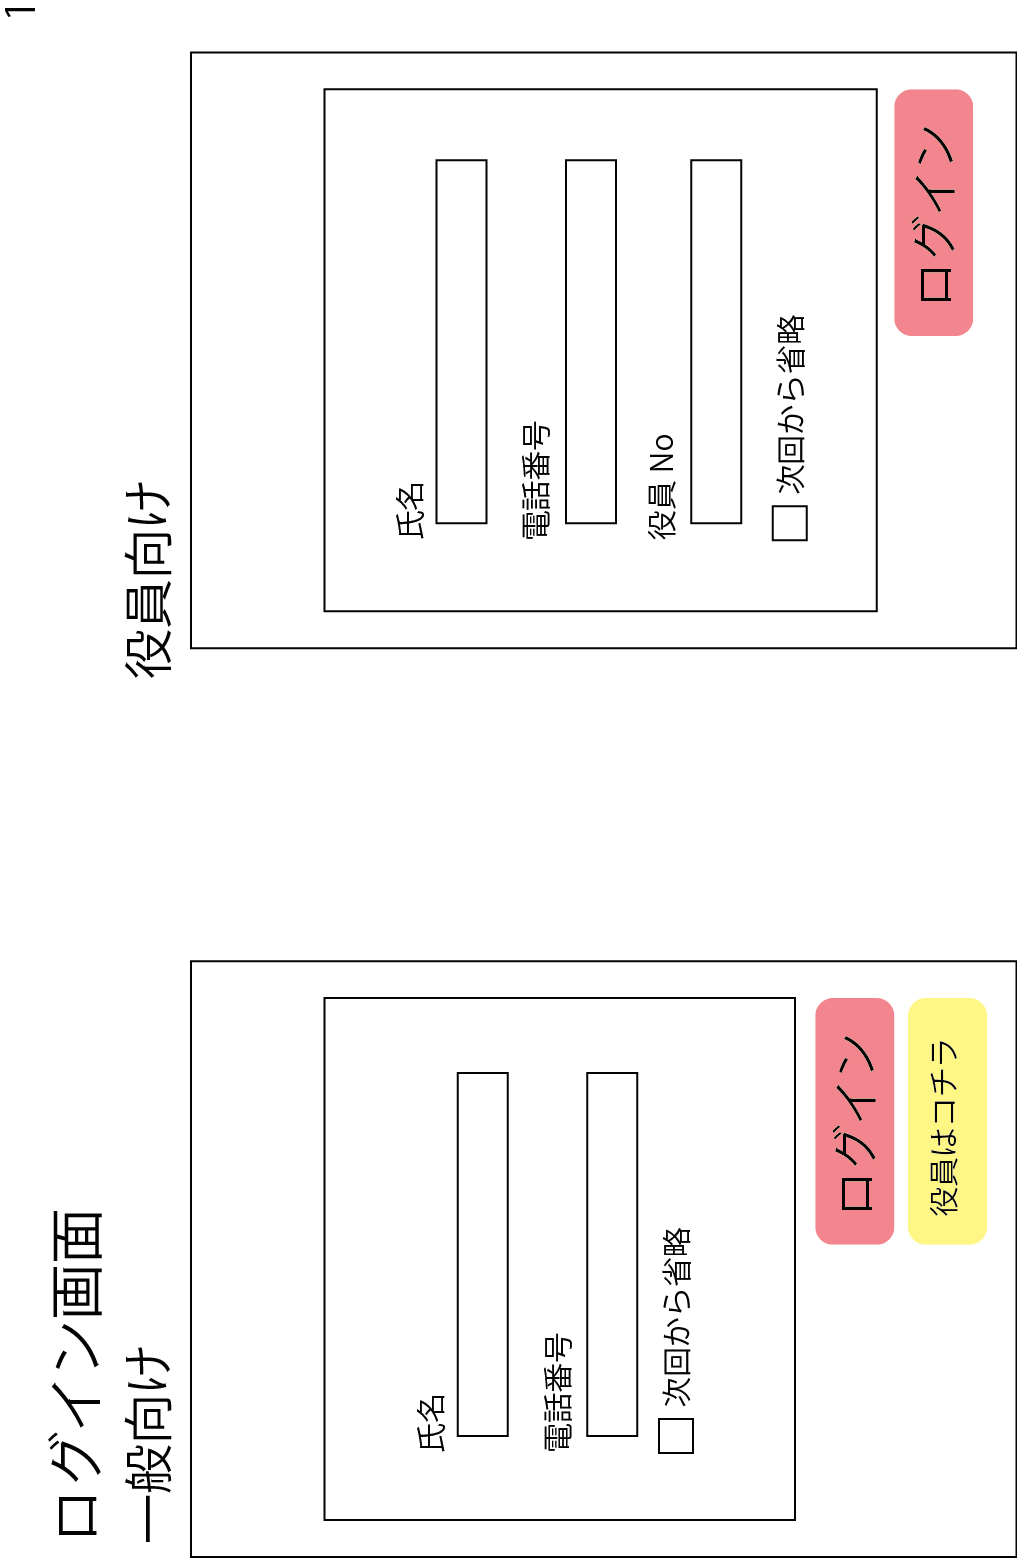 1
ログイン画面
一般向け
氏名
電話番号
次回から省略
ログイン
役員はコチラ
役員向け
氏名
電話番号
役員 No
次回から省略
ログイン